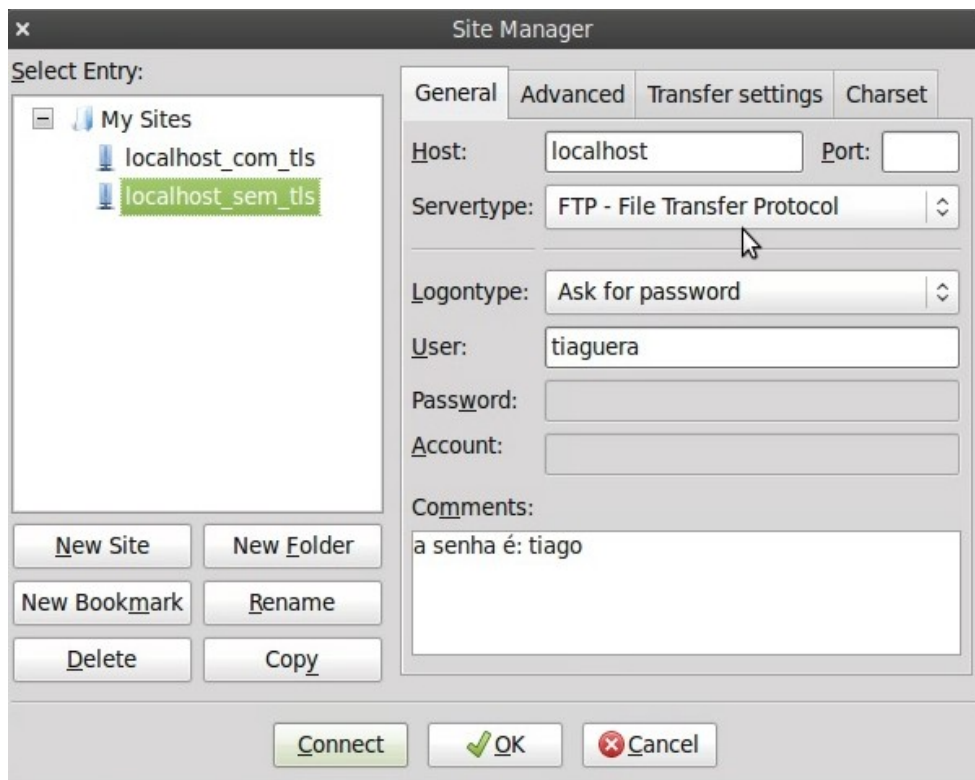 Site Manager
Select Entry:
My Sites
localhost_com_tls
localhost_sem_tls
New Site
New Folder
New Bookmark
Rename
Delete
Copy
General
Advanced
Transfer settings
Charset
Host:
localhost
Port:
Servertype:
FTP - File Transfer Protocol
Logontype:
Ask for password
User:
tiaguera
Password:
Account:
Comments:
a senha é: tiago
Connect
OK
Cancel